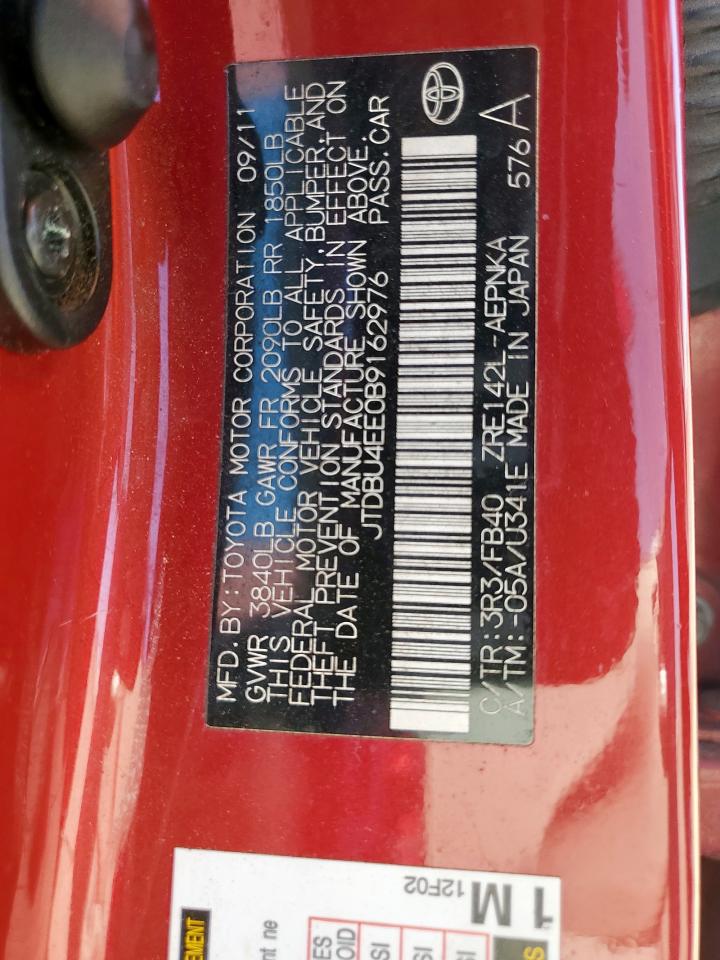 MFD. BY: TOYOTA MOTOR CORPORATION 09/11
GVWR 3840LB GAWR FR 2090LB RR 1850LB
THIS VEHICLE CONFORMS TO ALL APPLICABLE
FEDERAL MOTOR VEHICLE SAFETY, BUMPER, AND
THEFT PREVENTION STANDARDS IN EFFECT ON
THE DATE OF MANUFACTURE SHOWN ABOVE.
JTDBU4EE0B9162976 PASS. CAR
C/TR: 3R3/FB40 ZRE142L-AEPNKA 576 A
A/TM: -05A/U341E MADE IN JAPAN
1M
12F02